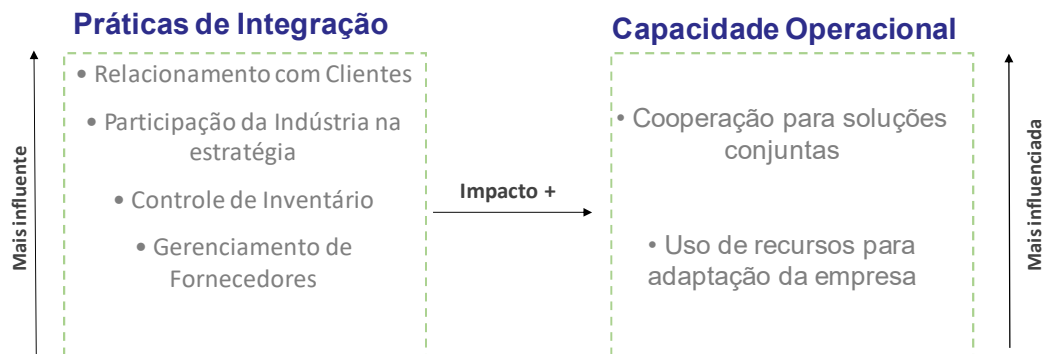 Práticas de Integração
Capacidade Operacional
Mais influente
• Relacionamento com Clientes
• Participação da Indústria na
estratégia
• Controle de Inventário
• Gerenciamento de
Fornecedores
Impacto +
• Cooperação para soluções
conjuntas
• Uso de recursos para
adaptação da empresa
Mais influenciada